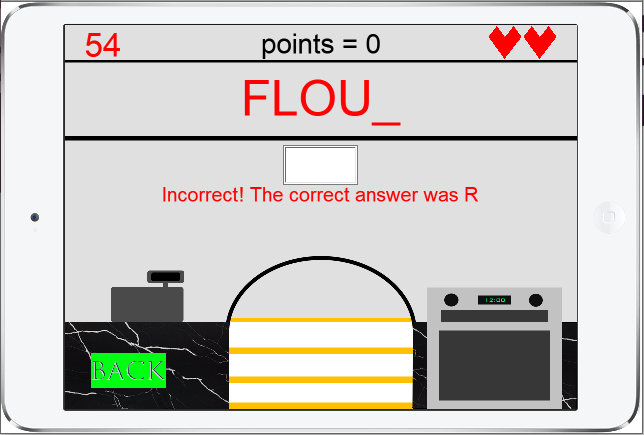 54
points = 0
FLOU_
Incorrect! The correct answer was R
12:00
BACK